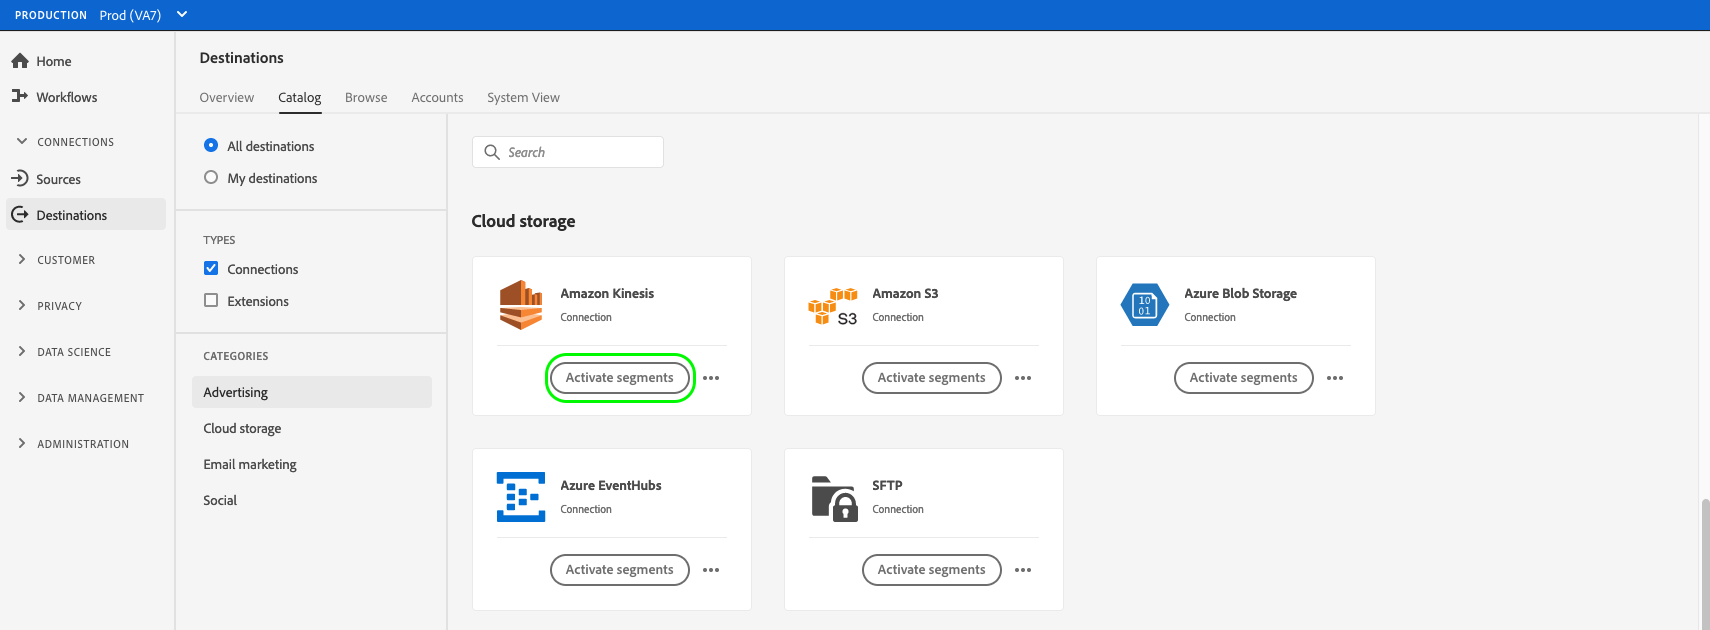 PRODUCTION Prod (VA7)
Home
Workflows
CONNECTIONS
Sources
Destinations
CUSTOMER
PRIVACY
DATA SCIENCE
DATA MANAGEMENT
ADMINISTRATION
Destinations
Overview Catalog Browse Accounts System View
All destinations
My destinations
TYPES
Connections
Extensions
CATEGORIES
Advertising
Cloud storage
Email marketing
Social
Search
Cloud storage
Amazon Kinesis
Connection
Activate segments
S3
Amazon S3
Connection
Activate segments
10
01
Azure Blob Storage
Connection
Activate segments
Azure EventHubs
Connection
Activate segments
SFTP
Connection
Activate segments